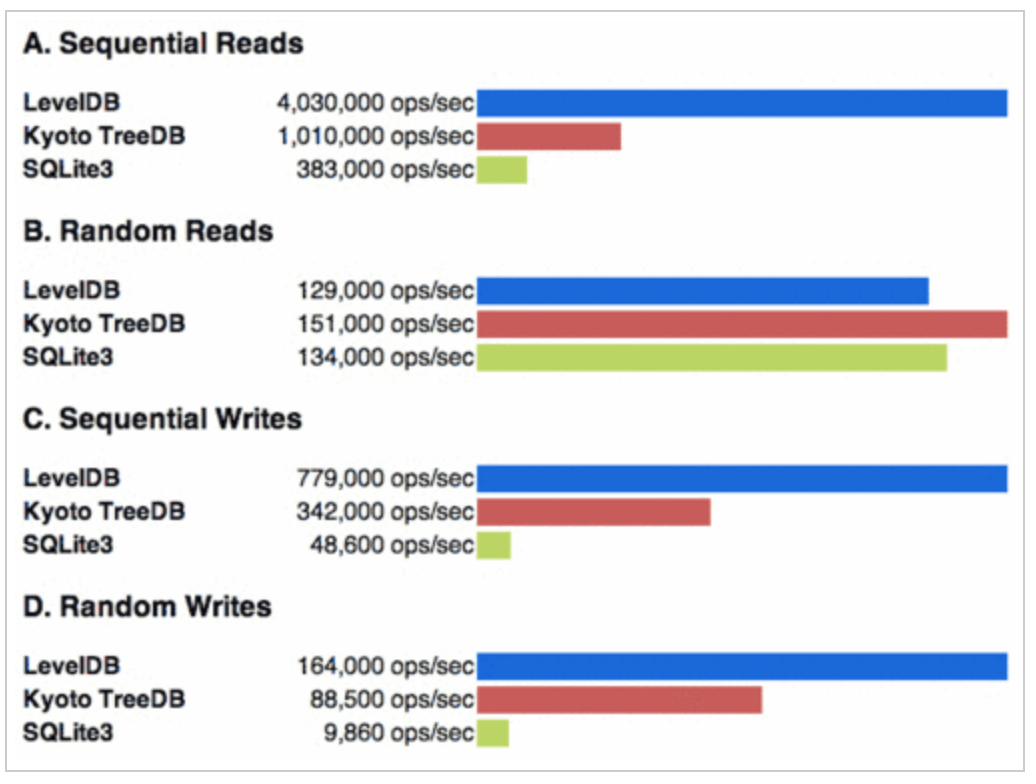 A. Sequential Reads
LevelDB 4,030,000 ops/sec
Kyoto TreeDB 1,010,000 ops/sec
SQLite3 383,000 ops/sec
B. Random Reads
LevelDB 129,000 ops/sec
Kyoto TreeDB 151,000 ops/sec
SQLite3 134,000 ops/sec
C. Sequential Writes
LevelDB 779,000 ops/sec
Kyoto TreeDB 342,000 ops/sec
SQLite3 48,600 ops/sec
D. Random Writes
LevelDB 164,000 ops/sec
Kyoto TreeDB 88,500 ops/sec
SQLite3 9,860 ops/sec